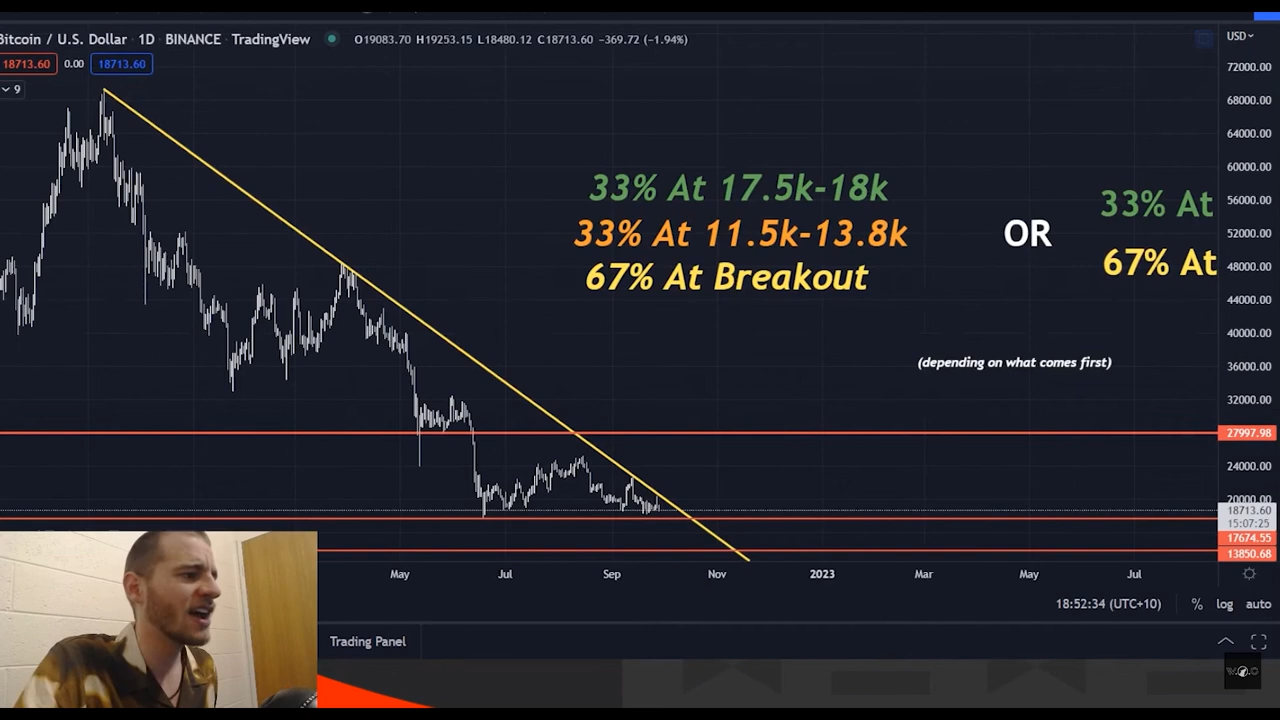 Bitcoin / U.S. Dollar 1D BINANCE TradingView O19083.70 H19253.15 L18480.12 C18713.60 -369.72 (-1.94%)
USD
18713.60 0.00 18713.60
9
72000.00
68000.00
64000.00
60000.00
56000.00
52000.00
48000.00
44000.00
40000.00
36000.00
32000.00
27997.98
24000.00
20000.00
18713.60
15:07:25
17674.55
13850.68
33% At 17.5k-18k
33% At 11.5k-13.8k
67% At Breakout
OR
33% At
67% At
(depending on what comes first)
May Jul Sep Nov 2023 Mar May Jul
18:52:34 (UTC+10) % log auto
Trading Panel